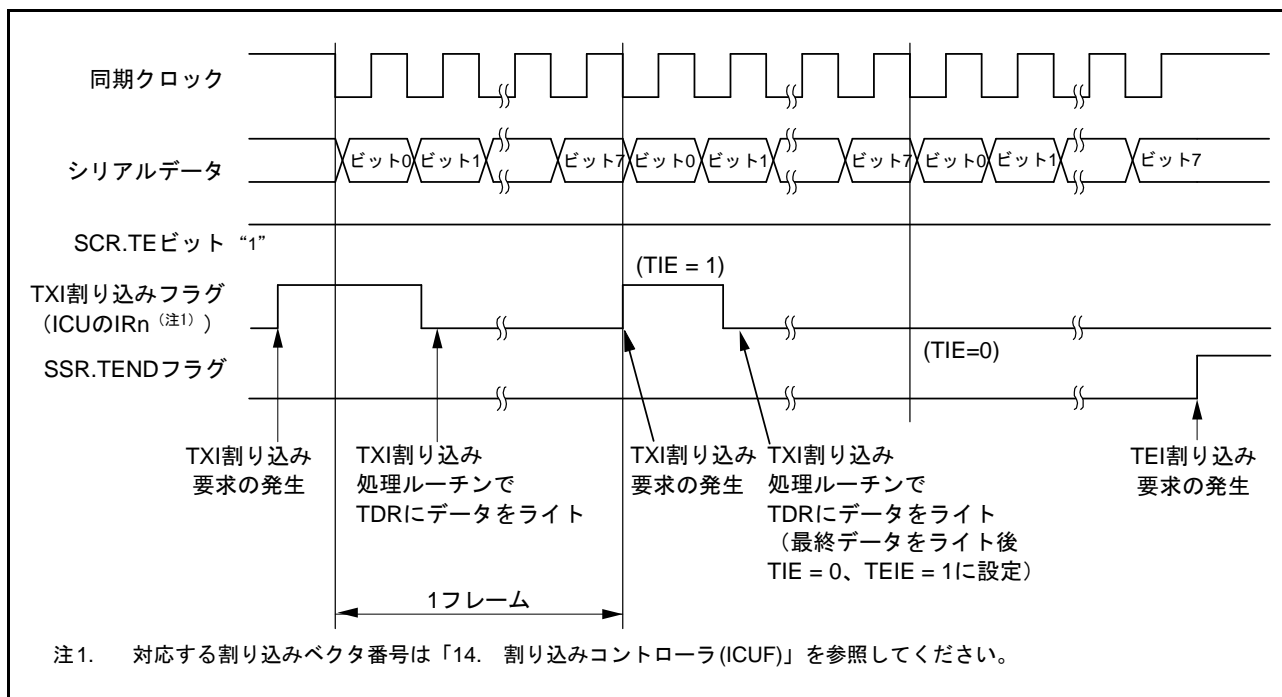 同期クロック
シリアルデータ
ビット0 ビット1 ビット7 ビット0 ビット1 ビット7 ビット0 ビット1 ビット7
SCR.TEビット “1”
(TIE = 1)
TXI割り込みフラグ
（ICUのIRn（注1））
(TIE=0)
SSR.TENDフラグ
TXI割り込み
要求の発生
TXI割り込み
処理ルーチンで
TDRにデータをライト
TXI割り込み
要求の発生
TXI割り込み
処理ルーチンで
TDRにデータをライト
（最終データをライト後
TIE = 0、TEIE = 1に設定）
TEI割り込み
要求の発生
1フレーム
注1. 対応する割り込みベクタ番号は「14. 割り込みコントローラ(ICUF)」を参照してください。